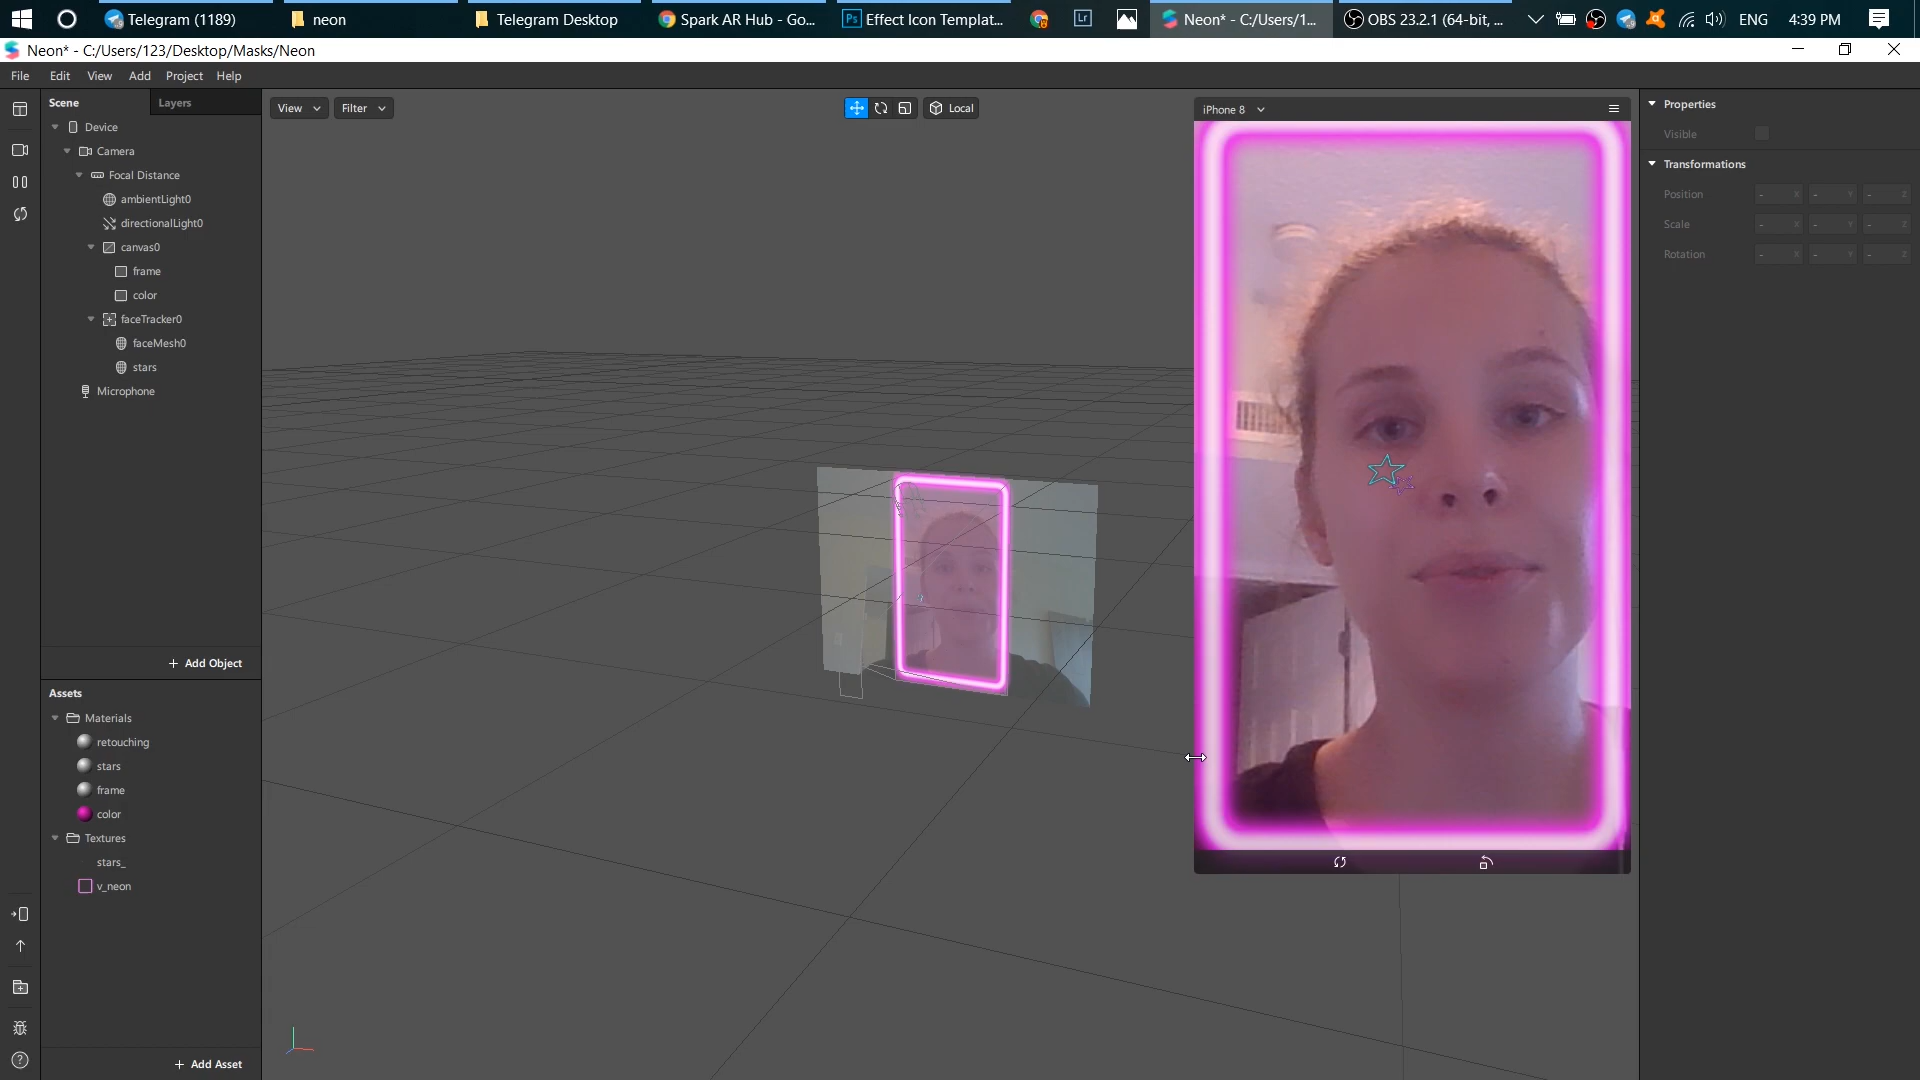 Telegram (1189)
neon
Telegram Desktop
Spark AR Hub - Go...
Ps
Effect Icon Templat...
Lr
Neon* - C:/Users/1...
OBS 23.2.1 (64-bit, ...
ENG
4:39 PM
Neon* - C:/Users/123/Desktop/Masks/Neon
File
Edit
View
Add
Project
Help
Scene
Layers
Device
Camera
Focal Distance
ambientLight0
directionalLight0
canvas0
frame
color
faceTracker0
faceMesh0
stars
Microphone
+ Add Object
Assets
Materials
retouching
stars
frame
color
Textures
stars_
v_neon
+ Add Asset
View
Filter
Local
iPhone 8
Properties
Visible
Transformations
Position
- X
- Y
- Z
Scale
- X
- Y
- Z
Rotation
- X
- Y
- Z